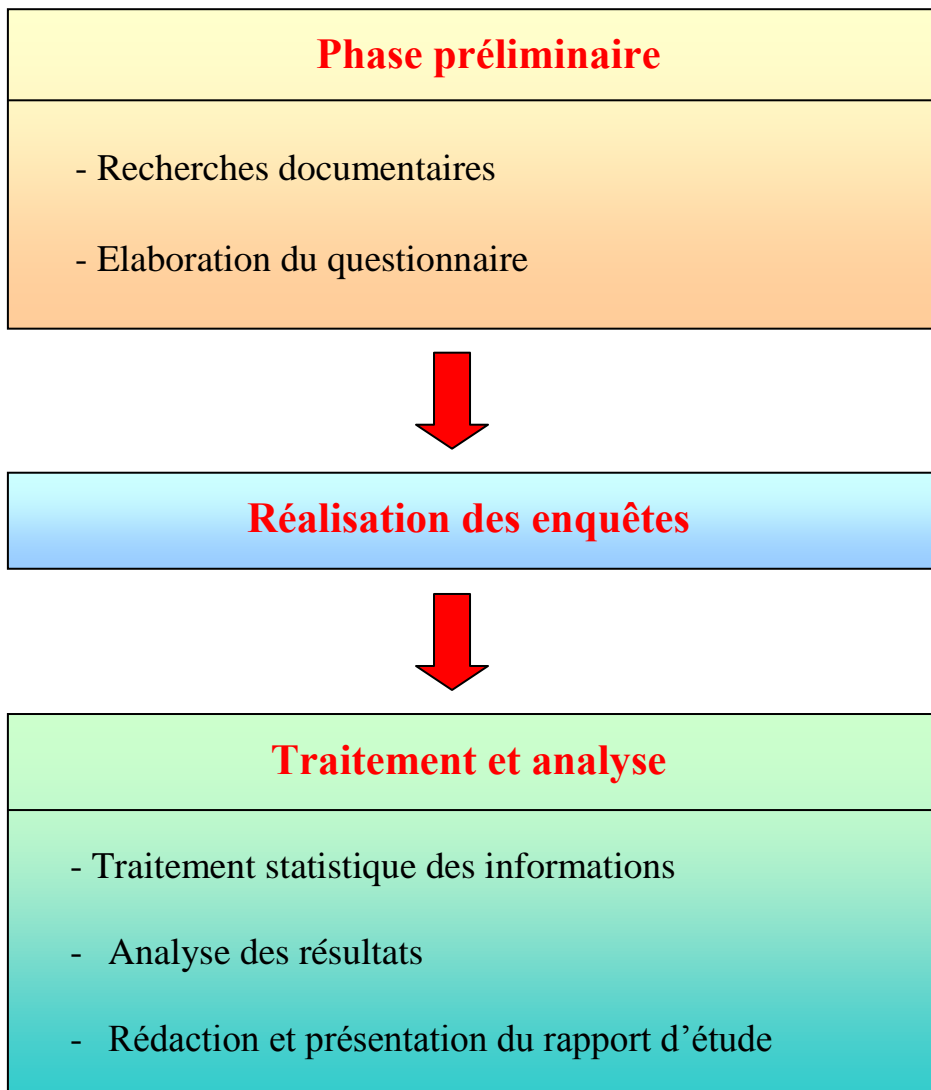 Phase préliminaire
- Recherches documentaires
- Elaboration du questionnaire
Réalisation des enquêtes
Traitement et analyse
- Traitement statistique des informations
- Analyse des résultats
- Rédaction et présentation du rapport d’étude